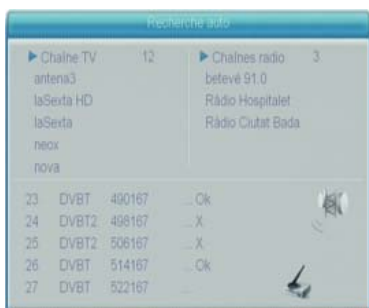 Recherche auto
Chaîne TV 12
antena3
laSexta HD
laSexta
neox
nova
Chaînes radio 3
betevé 91.0
Ràdio Hospitalet
Ràdio Ciutat Bada
23 DVBT 490167 ... Ok
24 DVBT2 498167 ... X
25 DVBT2 506167 ... X
26 DVBT 514167 ... Ok
27 DVBT 522167 ...